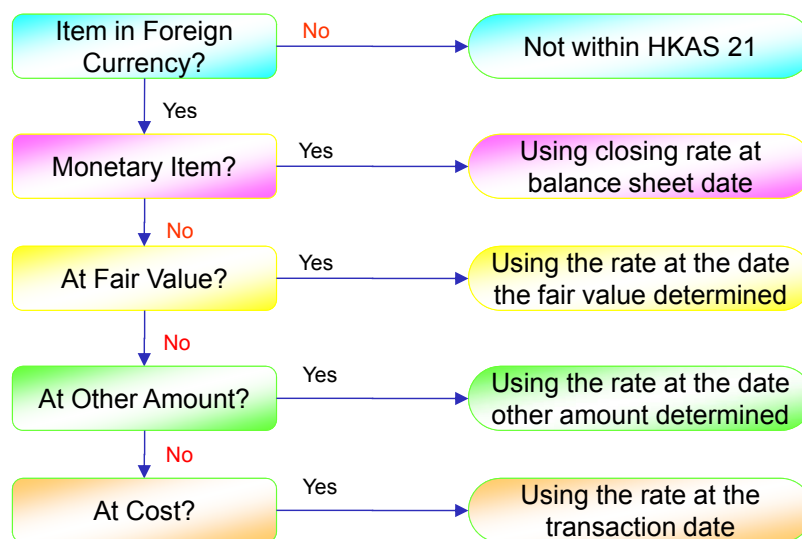 Item in Foreign
Currency?
No
Not within HKAS 21
Yes
Monetary Item?
Yes
Using closing rate at
balance sheet date
No
At Fair Value?
Yes
Using the rate at the date
the fair value determined
No
At Other Amount?
Yes
Using the rate at the date
other amount determined
No
At Cost?
Yes
Using the rate at the
transaction date